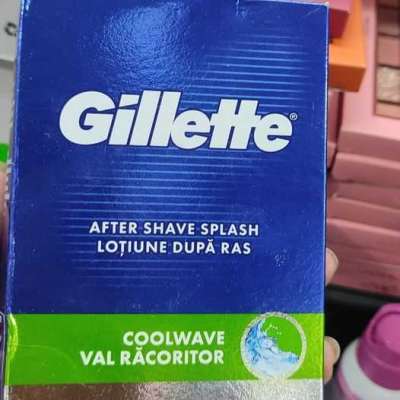 Gillette®
AFTER SHAVE SPLASH
LOȚIUNE DUPĂ RAS
COOLWAVE
VAL RĂCORITOR